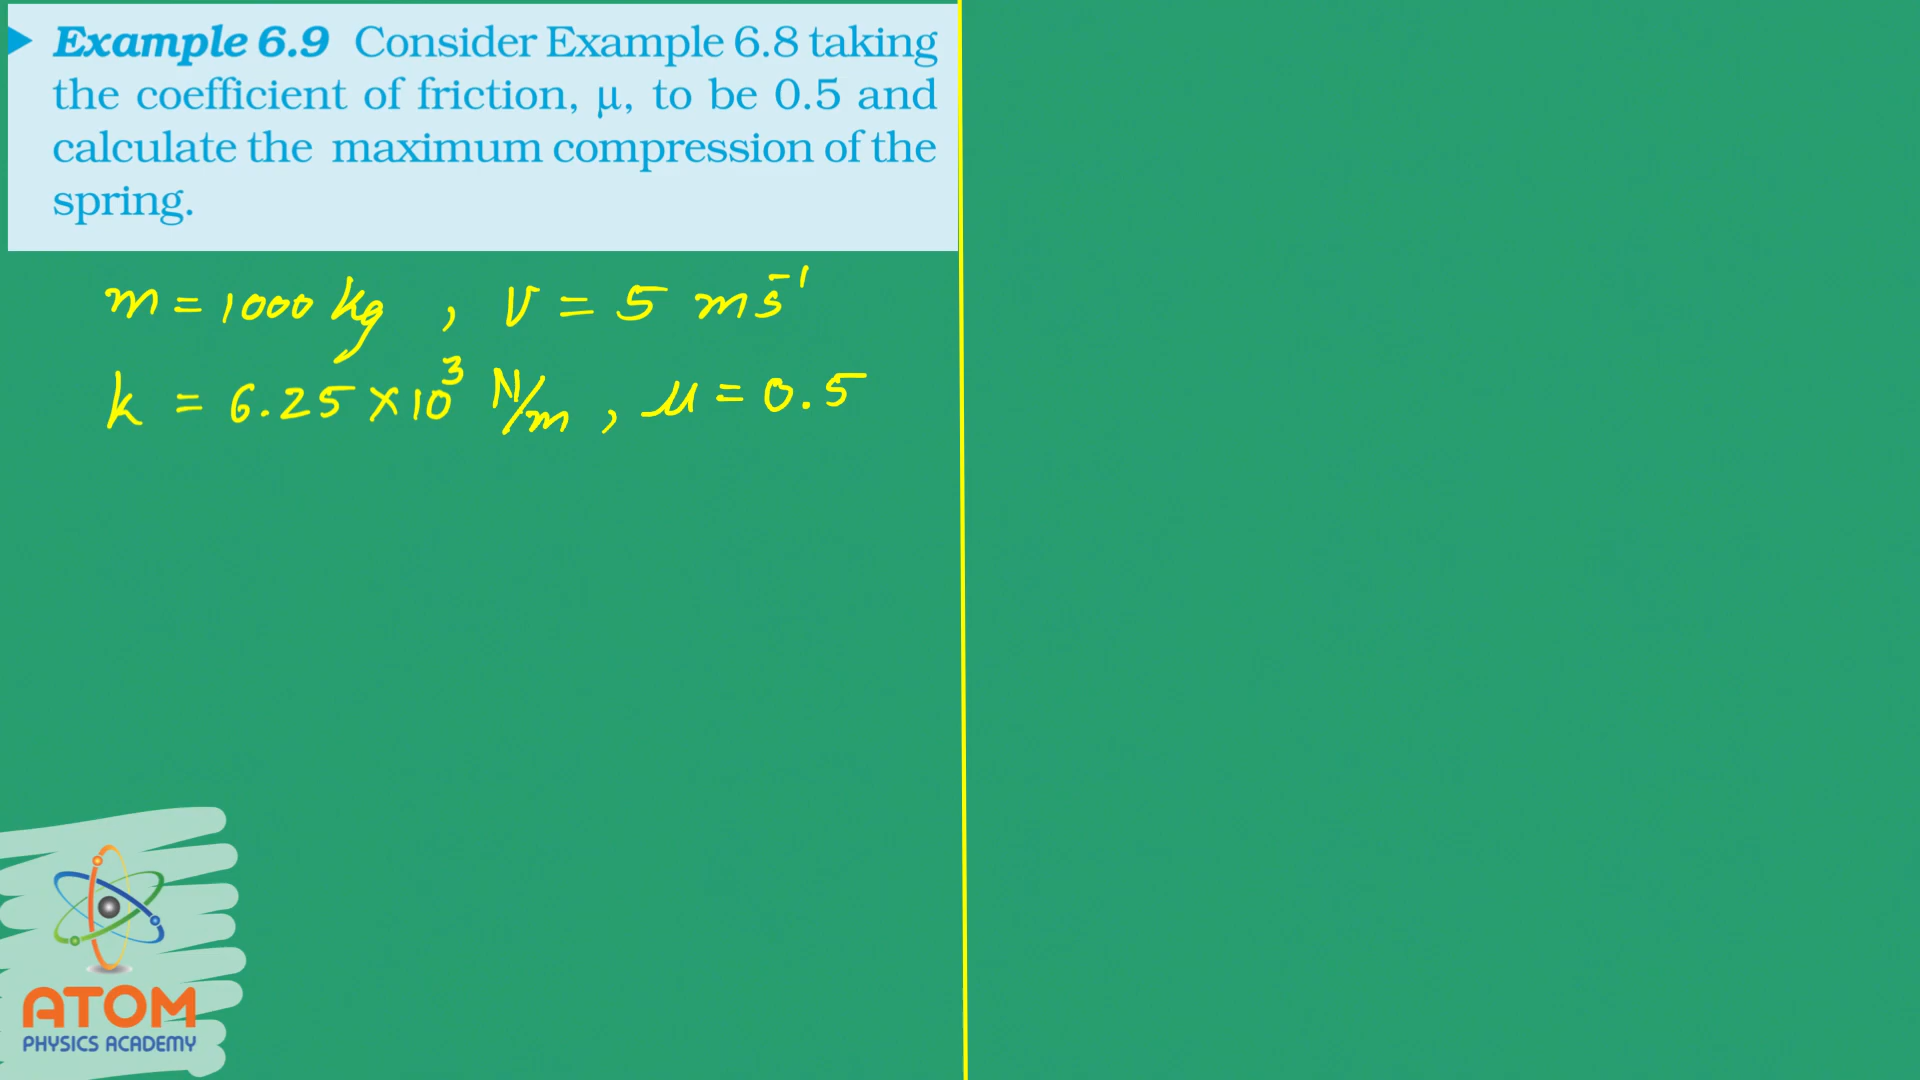 Example 6.9 Consider Example 6.8 taking
the coefficient of friction, μ, to be 0.5 and
calculate the maximum compression of the
spring.
m = 1000 kg , v = 5 m s⁻¹
k = 6.25 × 10³ N/m , μ = 0.5
ATOM
PHYSICS ACADEMY